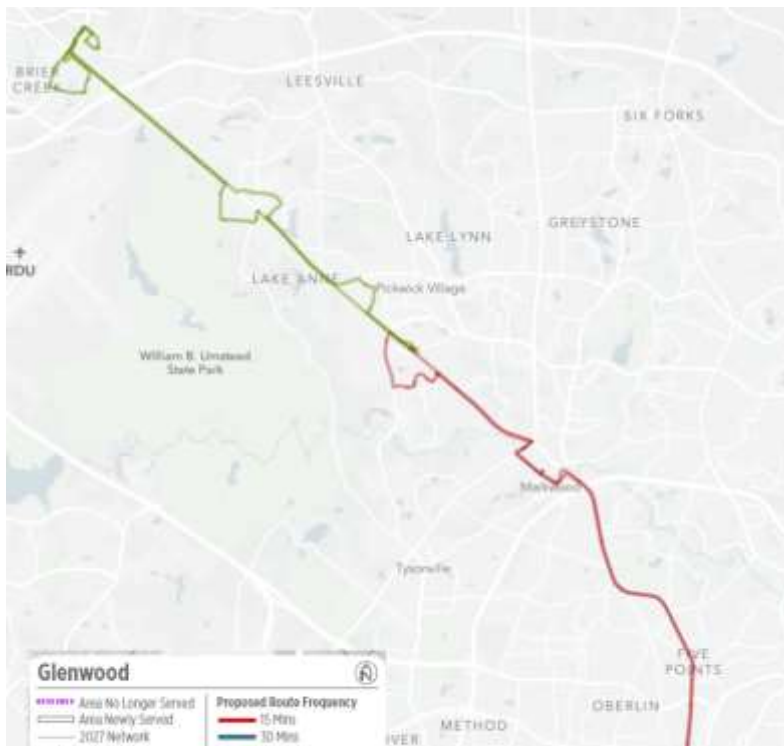 BRIER
CREEK
LEESVILLE
SIX FORKS
GREYSTONE
LAKE LYNN
RDU
LAKE ANNE
Pickwick Village
William B. Umstead
State Park
Tysonville
FIVE
POINTS
OBERLIN
METHOD
OVER
Glenwood
N
Area No Longer Served
Area Newly Served
2027 Network
Proposed Route Frequency
15 Mins
30 Mins